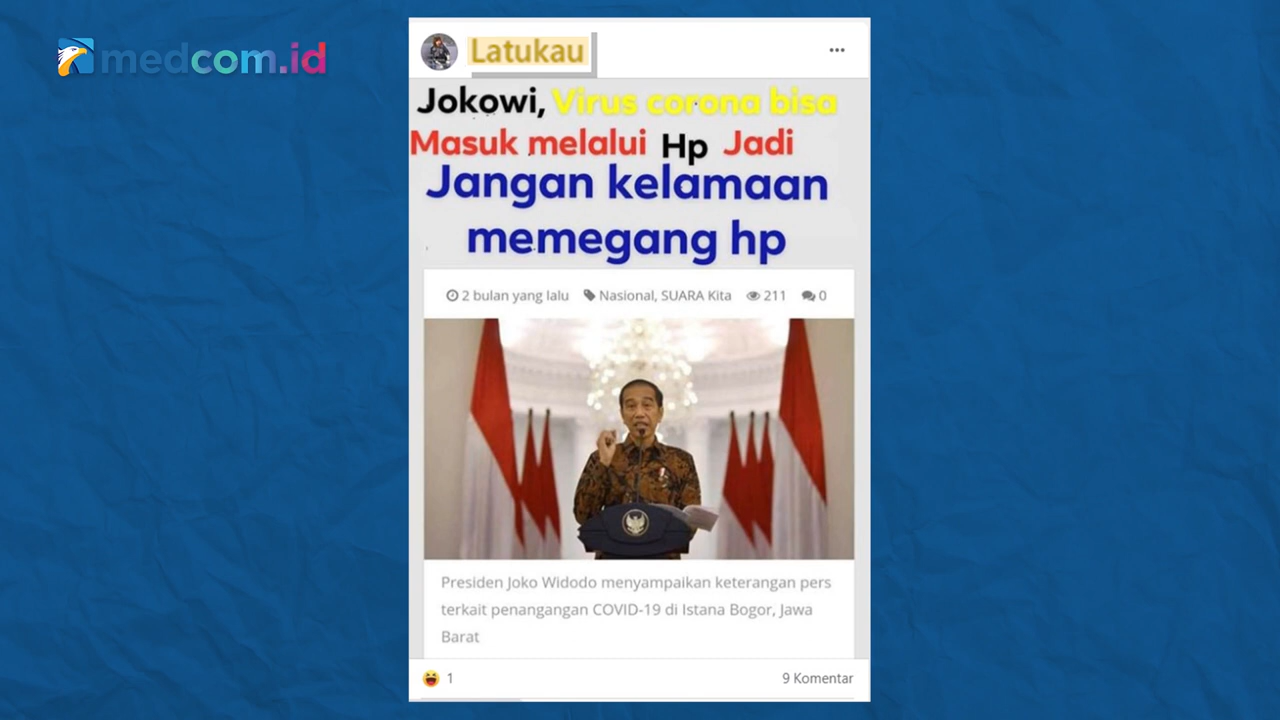 medcom.id
Latukau
Jokowi, Virus corona bisa
Masuk melalui Hp Jadi
Jangan kelamaan
memegang hp
2 bulan yang lalu Nasional, SUARA Kita 211 0
Presiden Joko Widodo menyampaikan keterangan pers
terkait penangangan COVID-19 di Istana Bogor, Jawa
Barat
1 9 Komentar